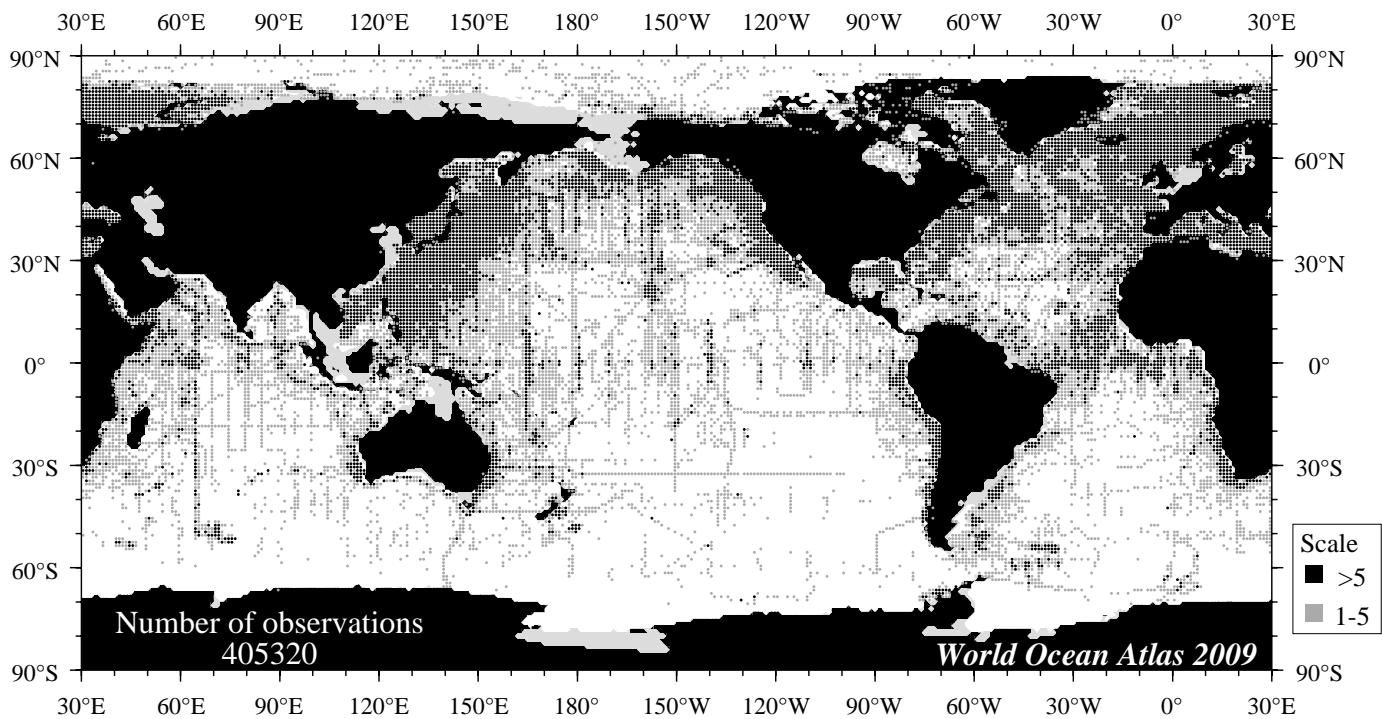 30°E 60°E 90°E 120°E 150°E 180° 150°W 120°W 90°W 60°W 30°W 0° 30°E
90°N 90°N
60°N 60°N
30°N 30°N
0° 0°
30°S 30°S
60°S 60°S
90°S 90°S
Scale
>5
1-5
Number of observations
405320
World Ocean Atlas 2009
30°E 60°E 90°E 120°E 150°E 180° 150°W 120°W 90°W 60°W 30°W 0° 30°E